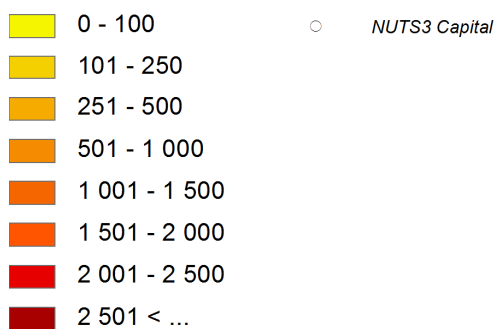 0 - 100
NUTS3 Capital
101 - 250
251 - 500
501 - 1 000
1 001 - 1 500
1 501 - 2 000
2 001 - 2 500
2 501 < ...